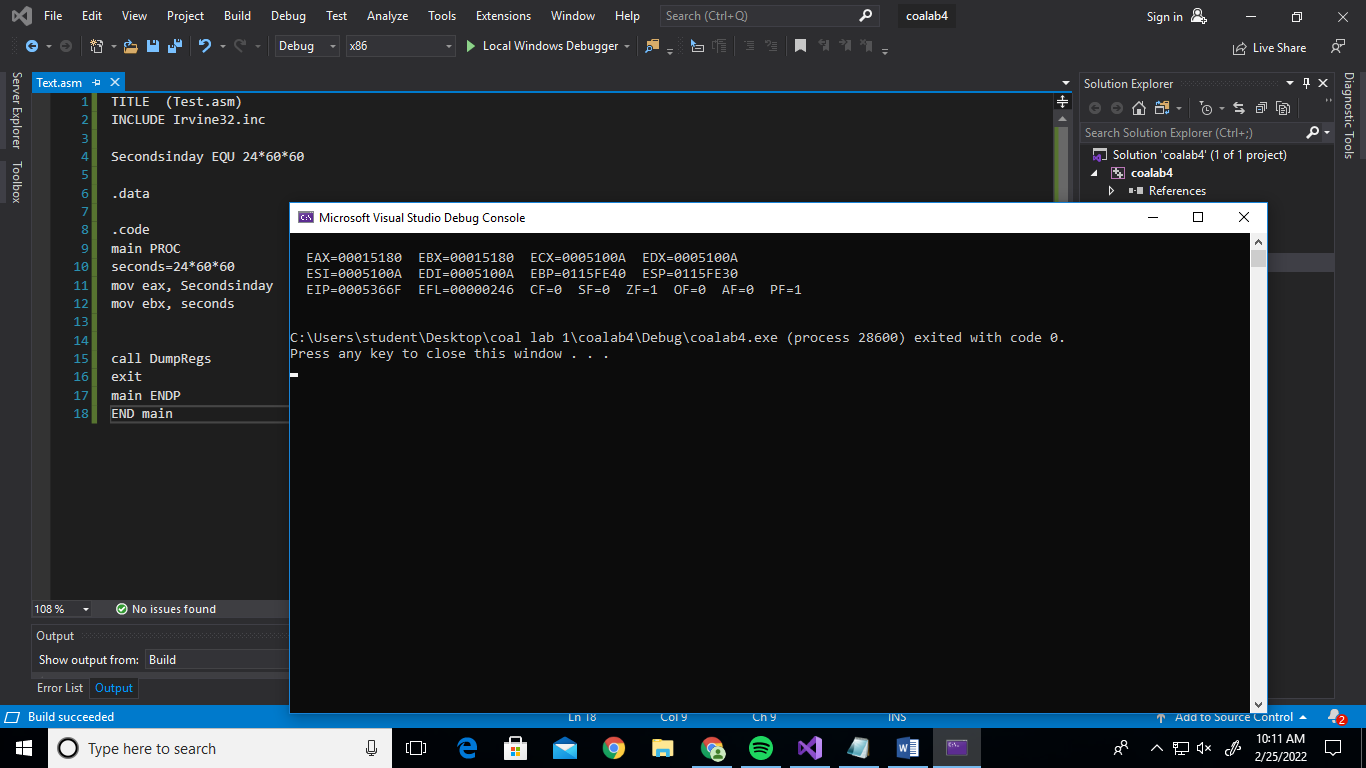 File Edit View Project Build Debug Test Analyze Tools Extensions Window Help Search (Ctrl+Q) coalab4 Sign in
Debug x86 Local Windows Debugger Live Share
Server Explorer
Toolbox
Text.asm
1 TITLE (Test.asm)
2 INCLUDE Irvine32.inc
3
4 Secondsinday EQU 24*60*60
5
6 .data
7
8 .code
9 main PROC
10 seconds=24*60*60
11 mov eax, Secondsinday
12 mov ebx, seconds
13
14
15 call DumpRegs
16 exit
17 main ENDP
18 END main
108 % No issues found
Output
Show output from: Build
Error List Output
Solution Explorer
Search Solution Explorer (Ctrl+;)
Solution 'coalab4' (1 of 1 project)
coalab4
References
Diagnostic Tools
Microsoft Visual Studio Debug Console
EAX=00015180 EBX=00015180 ECX=0005100A EDX=0005100A
ESI=0005100A EDI=0005100A EBP=0115FE40 ESP=0115FE30
EIP=0005366F EFL=00000246 CF=0 SF=0 ZF=1 OF=0 AF=0 PF=1
C:\Users\student\Desktop\coal lab 1\coalab4\Debug\coalab4.exe (process 28600) exited with code 0.
Press any key to close this window . . .
Build succeeded Ln 18 Col 9 Ch 9 INS Add to Source Control 2
Type here to search
10:11 AM
2/25/2022